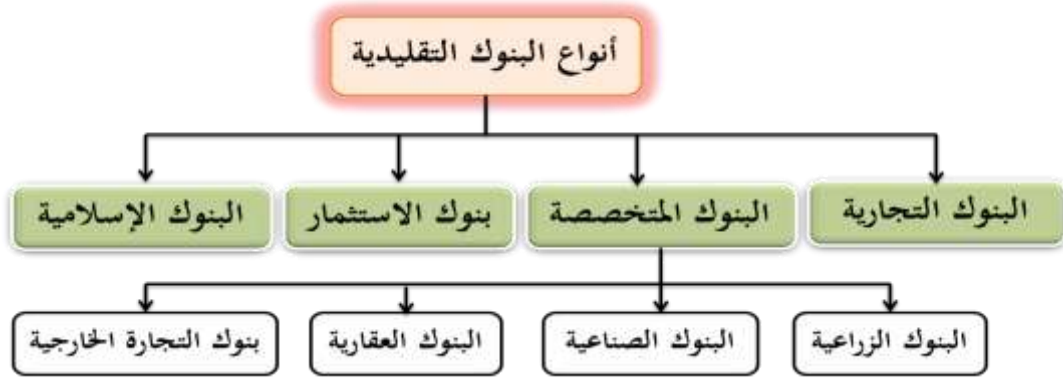 أنواع البنوك التقليدية
البنوك التجارية
البنوك المتخصصة
بنوك الاستثمار
البنوك الإسلامية
البنوك الزراعية
البنوك الصناعية
البنوك العقارية
بنوك التجارة الخارجية